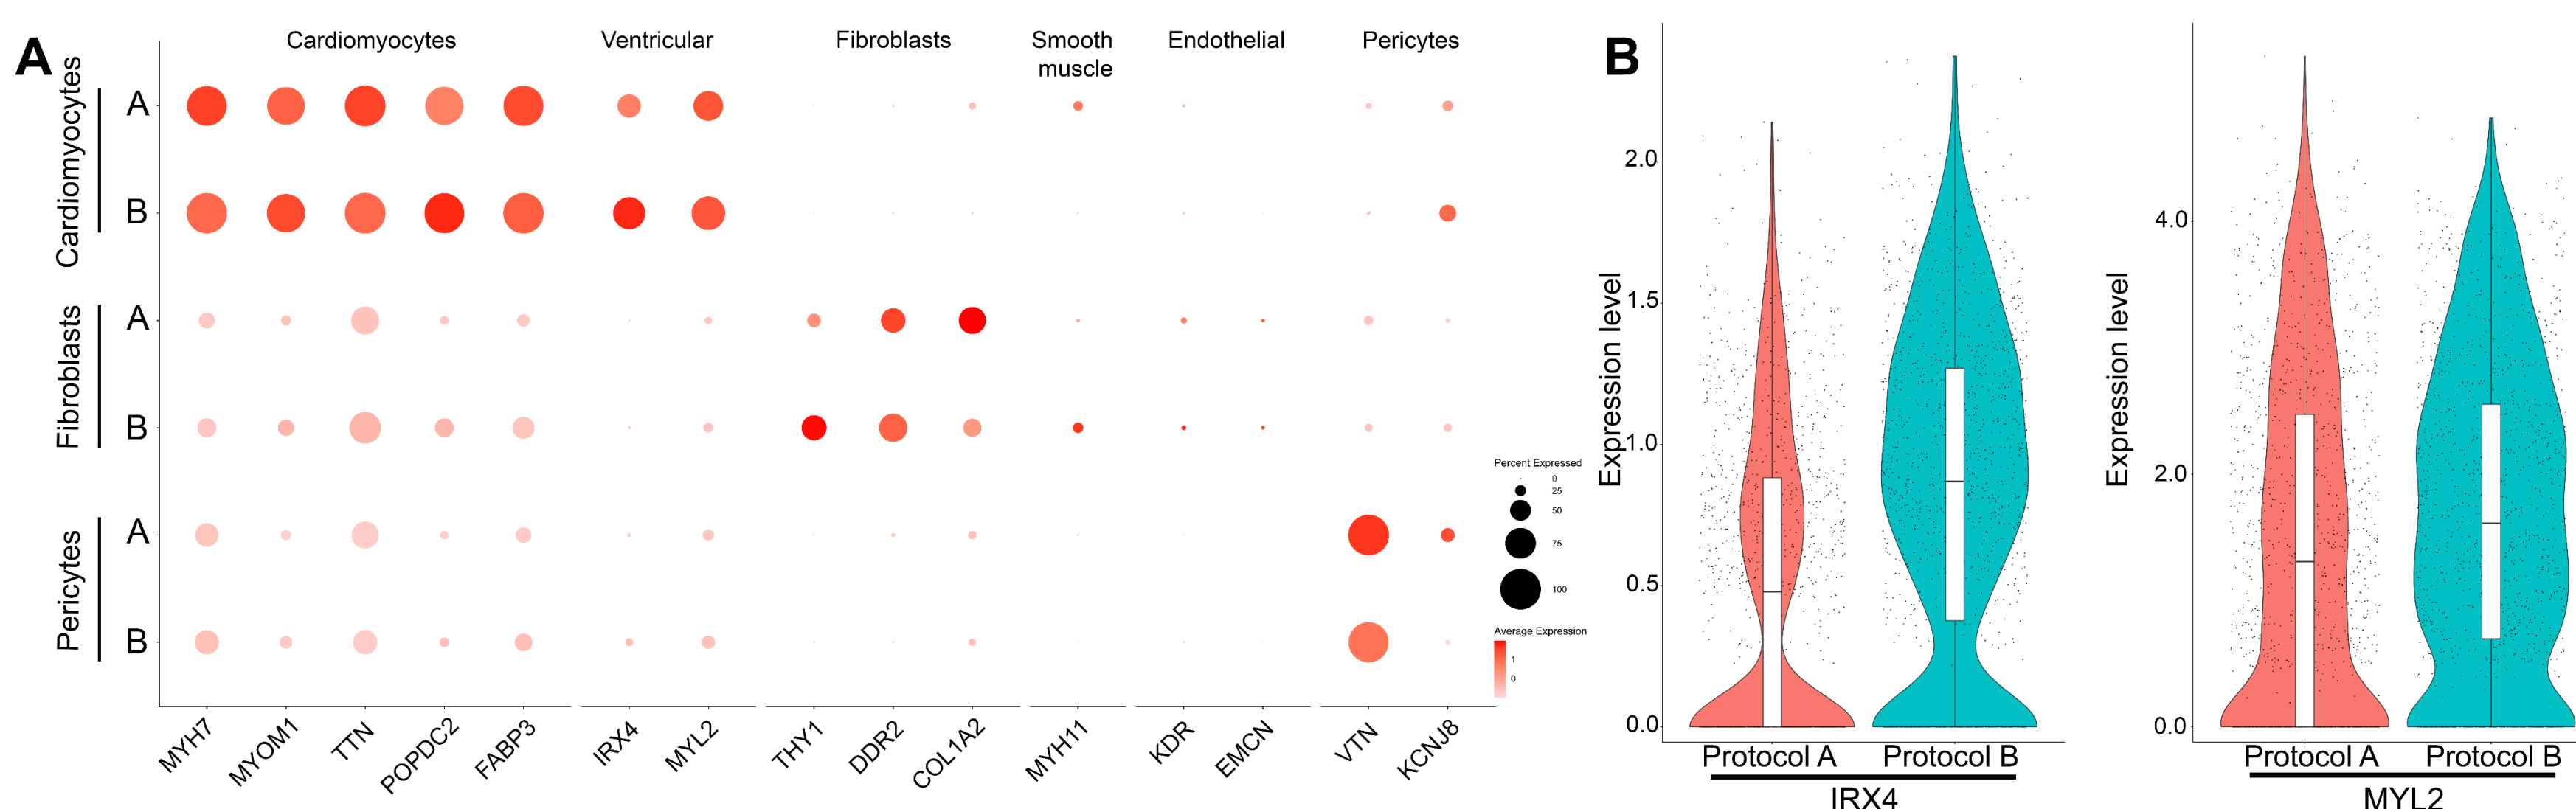 A
Cardiomyocytes
Ventricular
Fibroblasts
Smooth
muscle
Endothelial
Pericytes
Cardiomyocytes
A
B
Fibroblasts
A
B
Pericytes
A
B
MYH7
MYOM1
TTN
POPDC2
FABP3
IRX4
MYL2
THY1
DDR2
COL1A2
MYH11
KDR
EMCN
VTN
KCNJ8
Percent Expressed
0
25
50
75
100
Average Expression
1
0
B
Expression level
2.0
1.5
1.0
0.5
0.0
Protocol A
Protocol B
IRX4
Expression level
4.0
2.0
0.0
Protocol A
Protocol B
MYL2